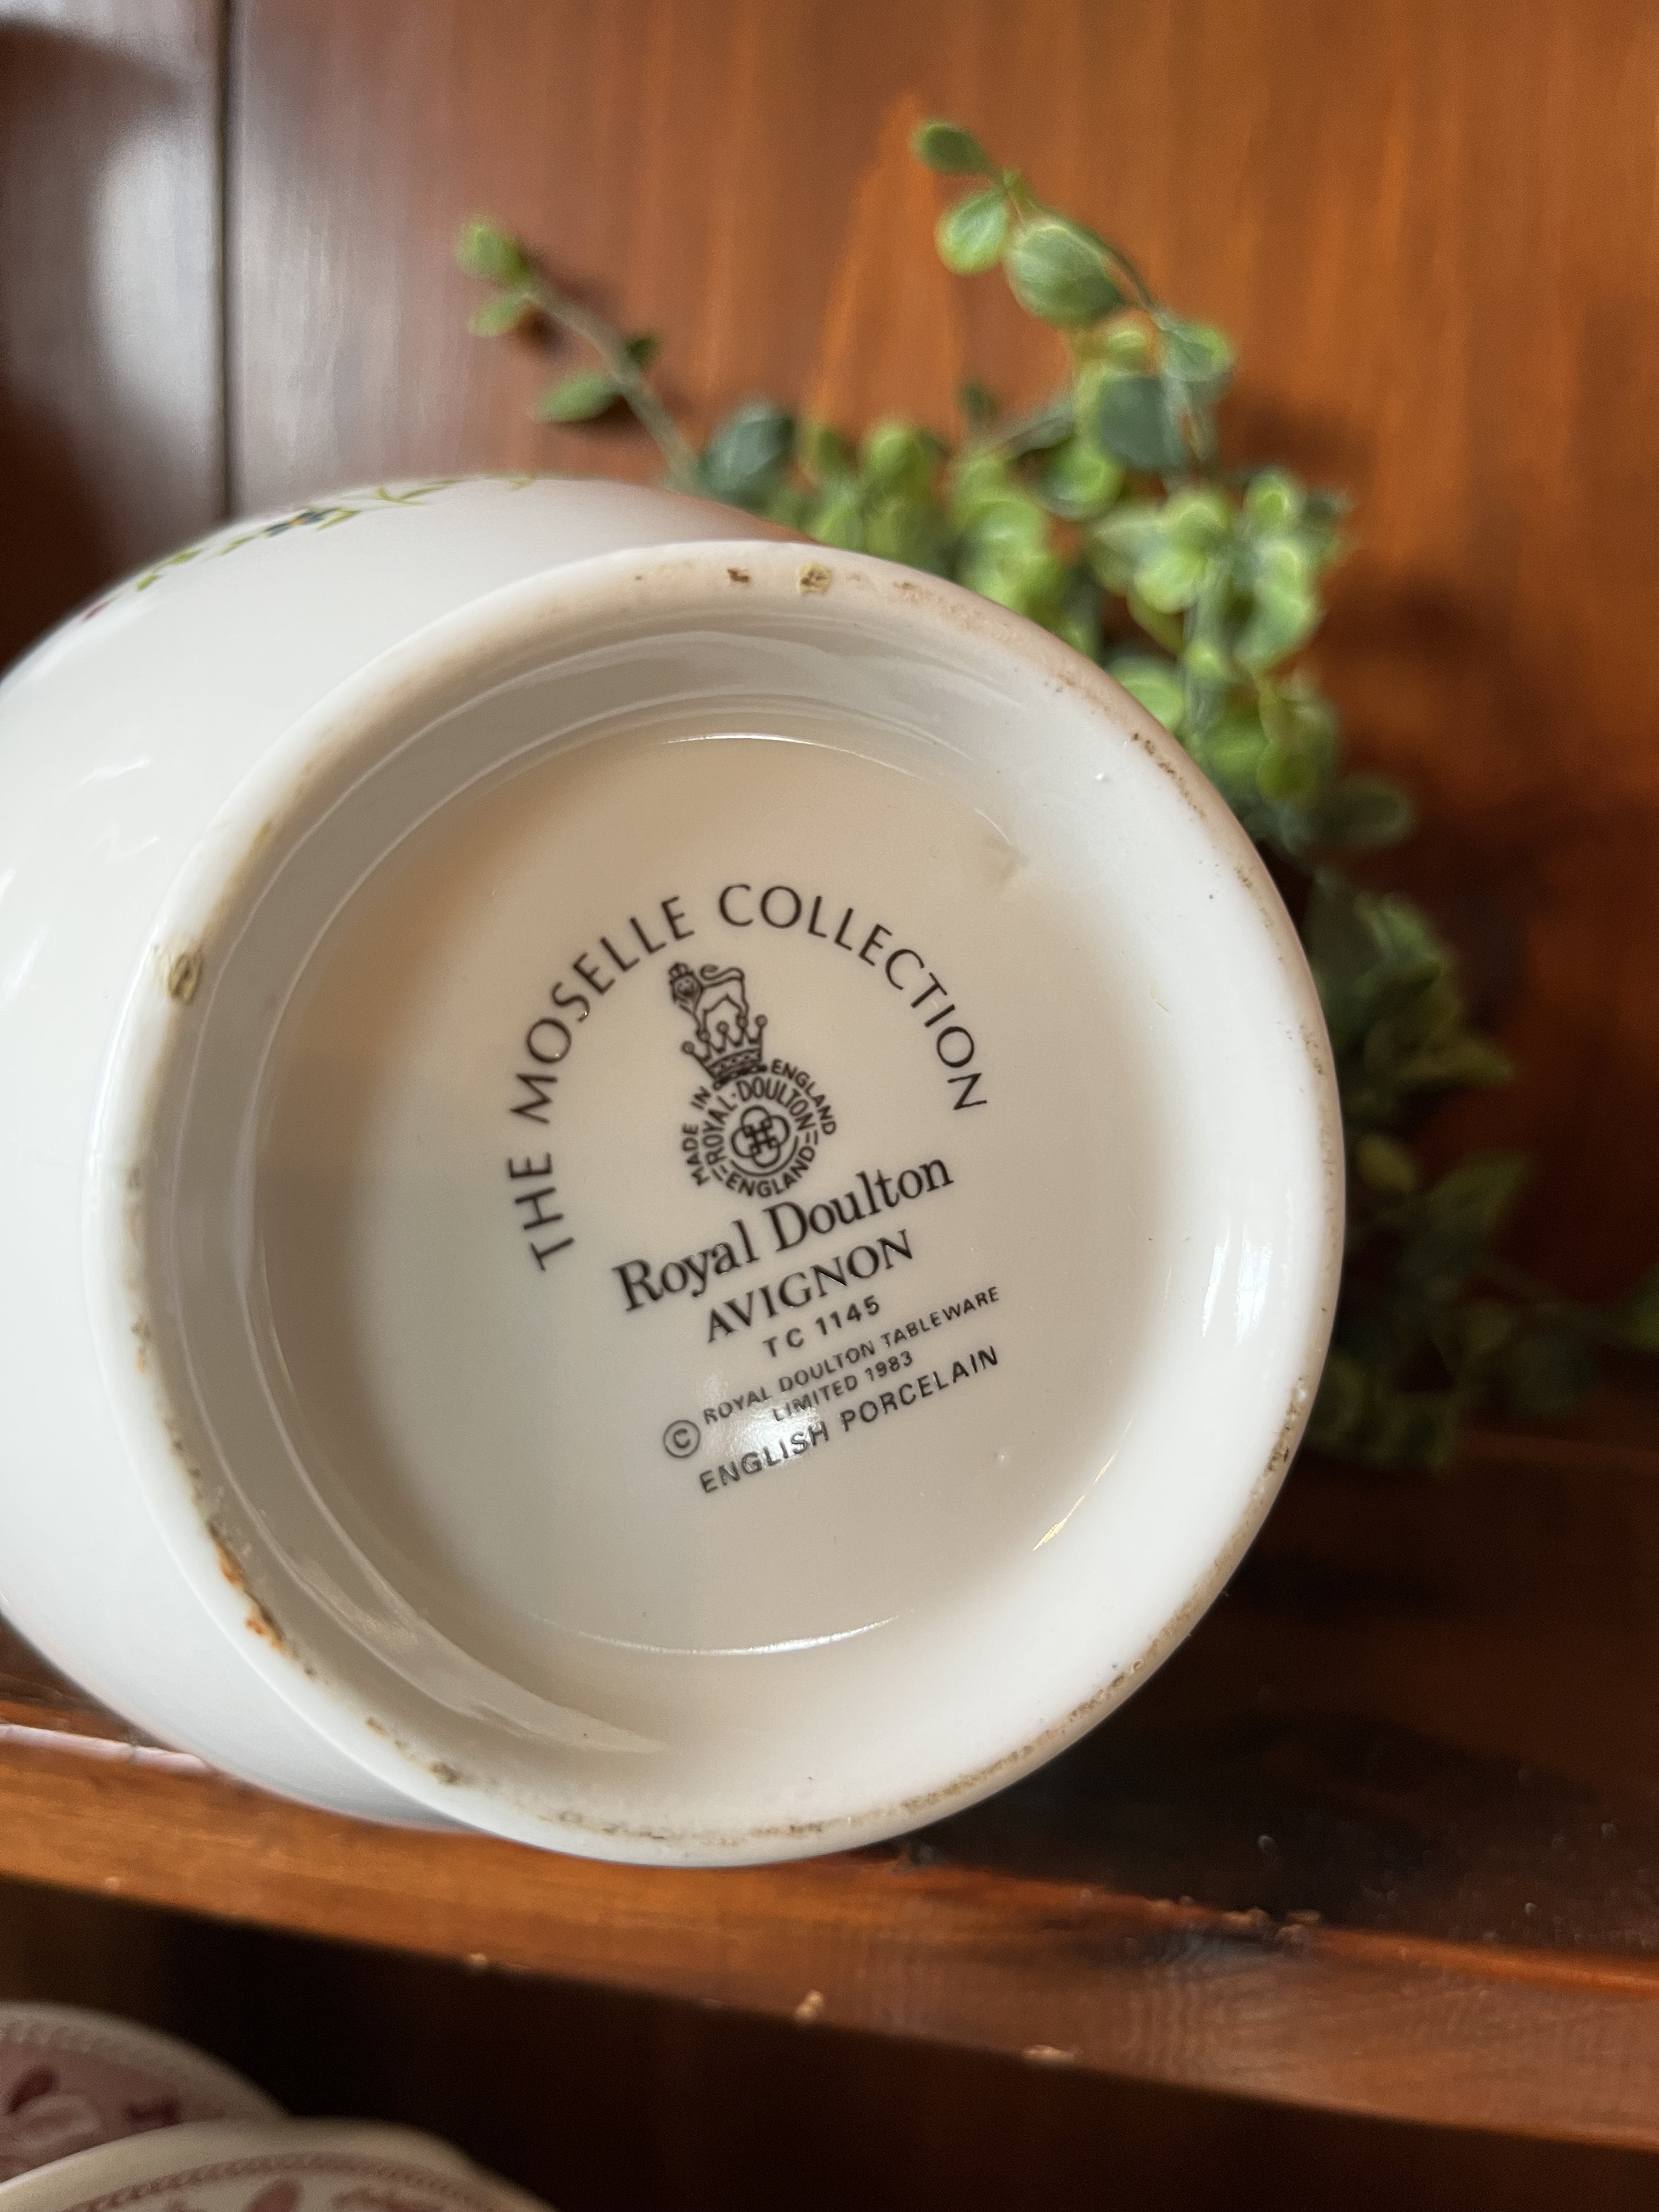 THE MOSELLE COLLECTION
MADE IN ENGLAND
ROYAL·DOULTON
ENGLAND
Royal Doulton
AVIGNON
TC 1145
© ROYAL DOULTON TABLEWARE
LIMITED 1983
ENGLISH PORCELAIN